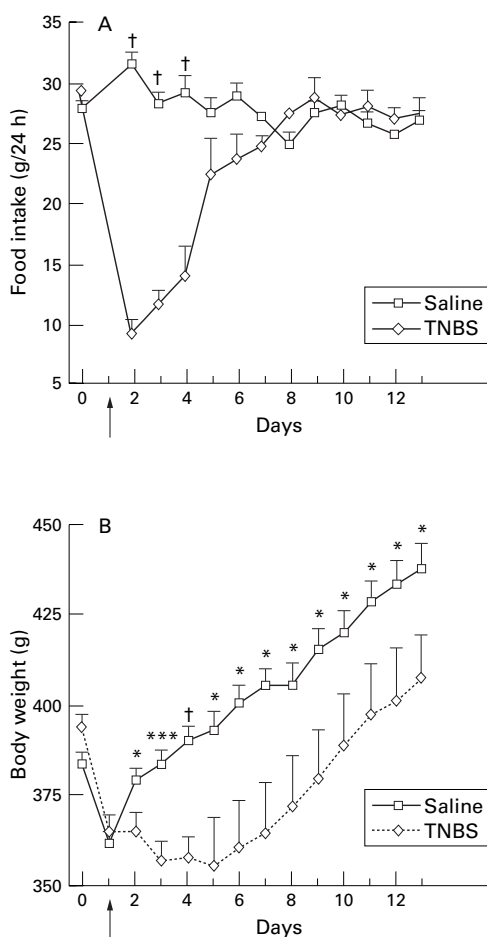 A
35
30
25
20
15
10
5
Food intake (g/24 h)
† † †
Saline
TNBS
0 2 4 6 8 10 12
Days
B
450
425
400
365
350
Body weight (g)
* *** † * * * * * * * * *
Saline
TNBS
0 2 4 6 8 10 12
Days